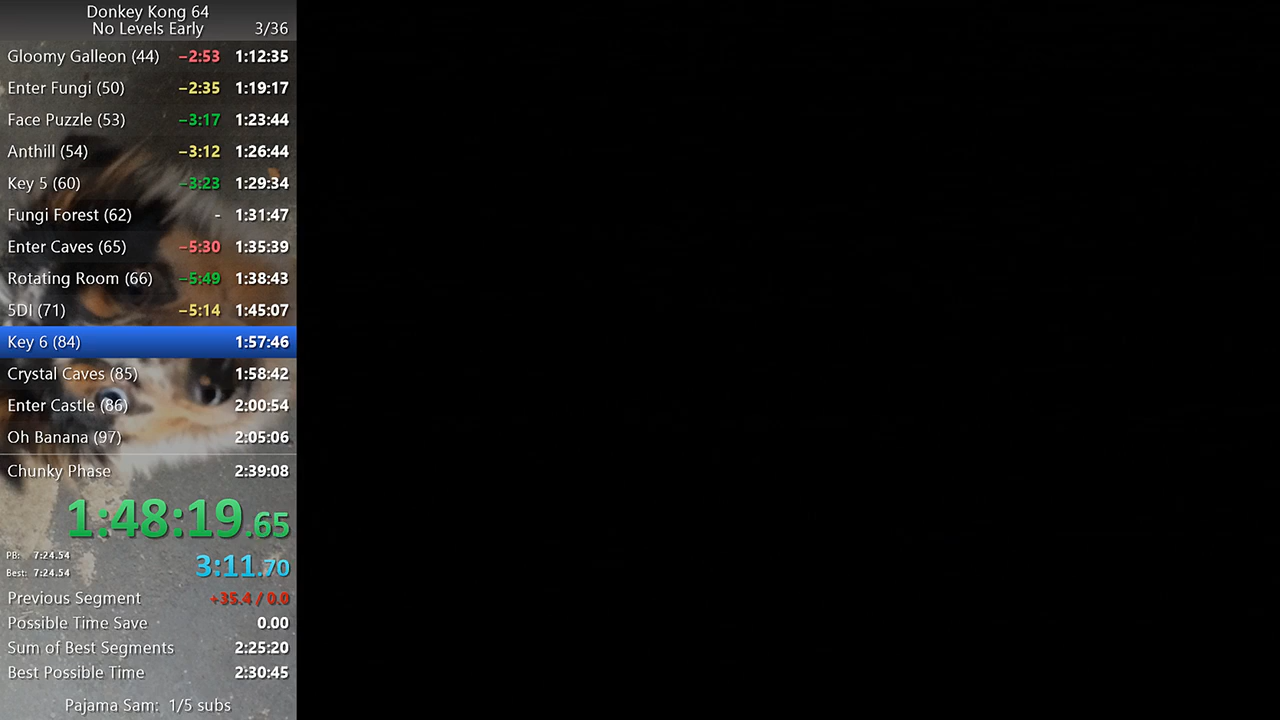 Donkey Kong 64
No Levels Early 3/36
Gloomy Galleon (44) −2:53 1:12:35
Enter Fungi (50) −2:35 1:19:17
Face Puzzle (53) −3:17 1:23:44
Anthill (54) −3:12 1:26:44
Key 5 (60) −3:23 1:29:34
Fungi Forest (62) - 1:31:47
Enter Caves (65) −5:30 1:35:39
Rotating Room (66) −5:49 1:38:43
5DI (71) −5:14 1:45:07
Key 6 (84) 1:57:46
Crystal Caves (85) 1:58:42
Enter Castle (86) 2:00:54
Oh Banana (97) 2:05:06
Chunky Phase 2:39:08
1:48:19.65
PB: 7:24.54
Best: 7:24.54
3:11.70
Previous Segment +35.4 / 0.0
Possible Time Save 0.00
Sum of Best Segments 2:25:20
Best Possible Time 2:30:45
Pajama Sam: 1/5 subs